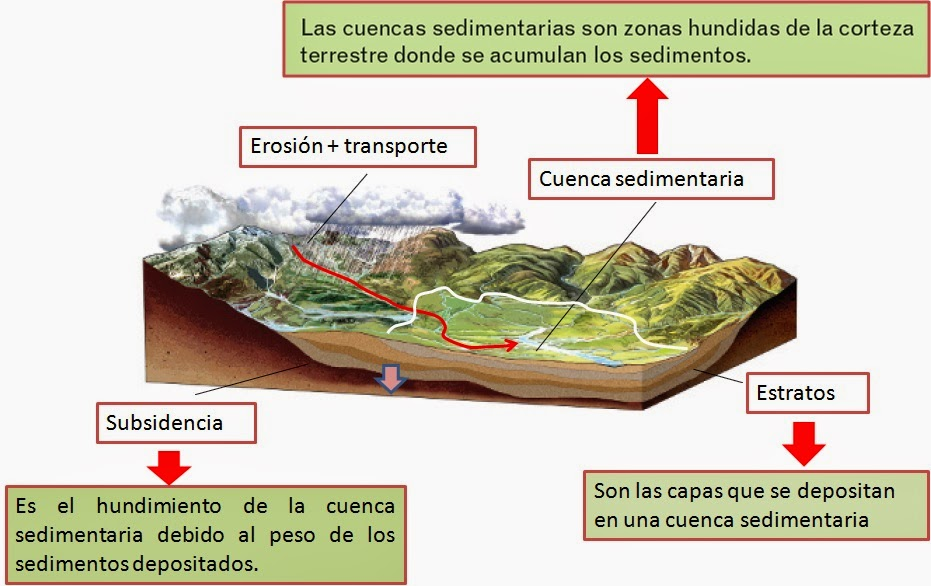 Las cuencas sedimentarias son zonas hundidas de la corteza
terrestre donde se acumulan los sedimentos.
Erosión + transporte
Cuenca sedimentaria
Estratos
Subsidencia
Son las capas que se depositan
en una cuenca sedimentaria
Es el hundimiento de la cuenca
sedimentaria debido al peso de los
sedimentos depositados.